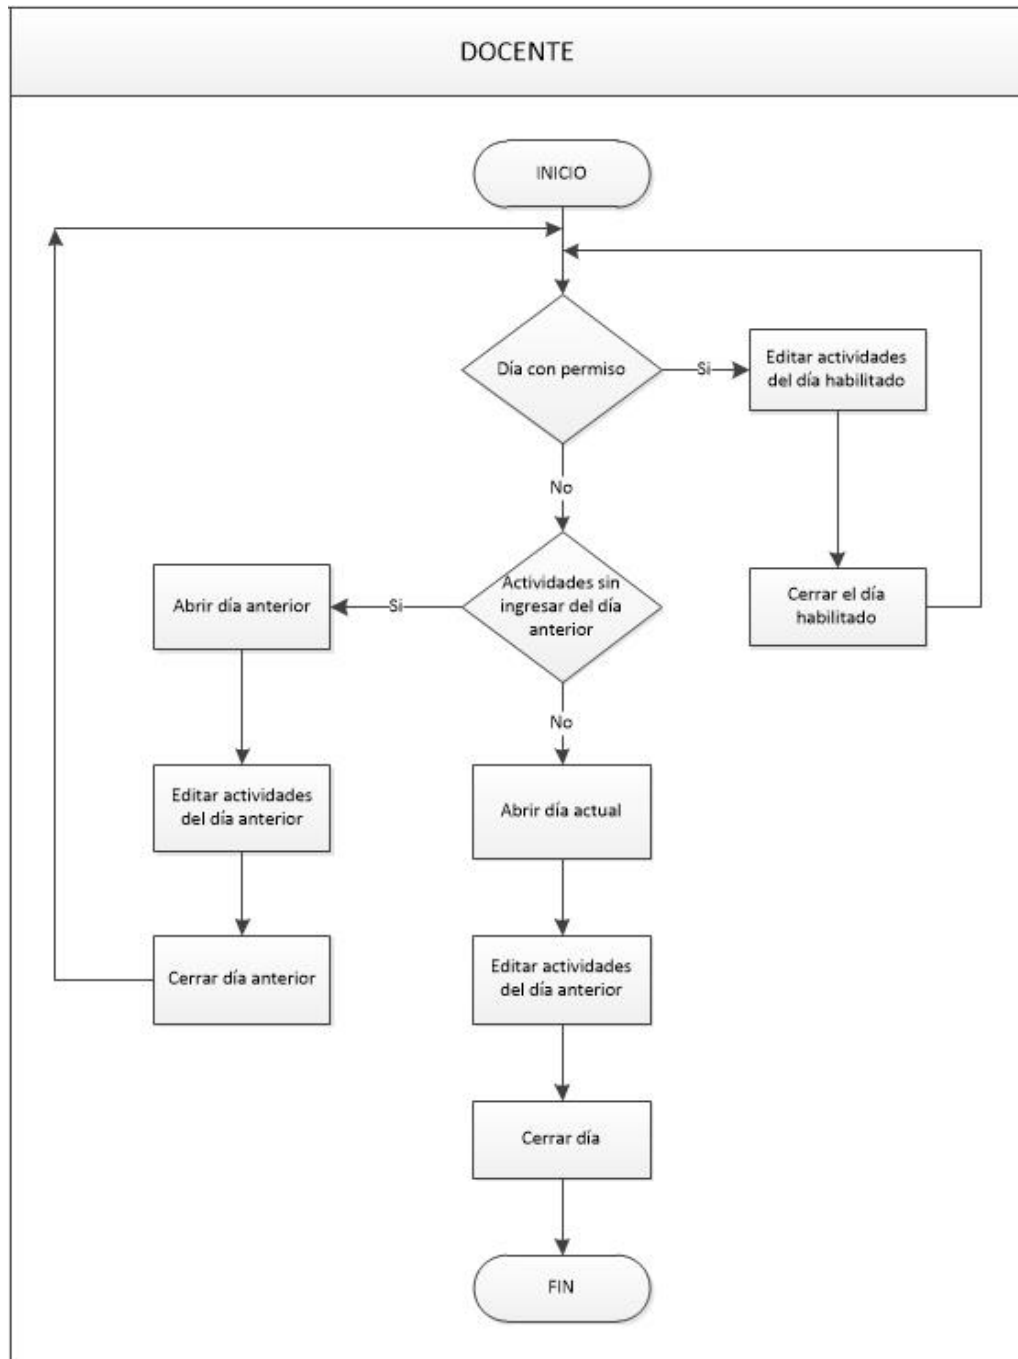 DOCENTE
INICIO
Día con permiso
Si
Editar actividades
del día habilitado
No
Actividades sin
ingresar del día
anterior
Si
Abrir día anterior
Cerrar el día
habilitado
No
Editar actividades
del día anterior
Abrir día actual
Cerrar día anterior
Editar actividades
del día anterior
Cerrar día
FIN